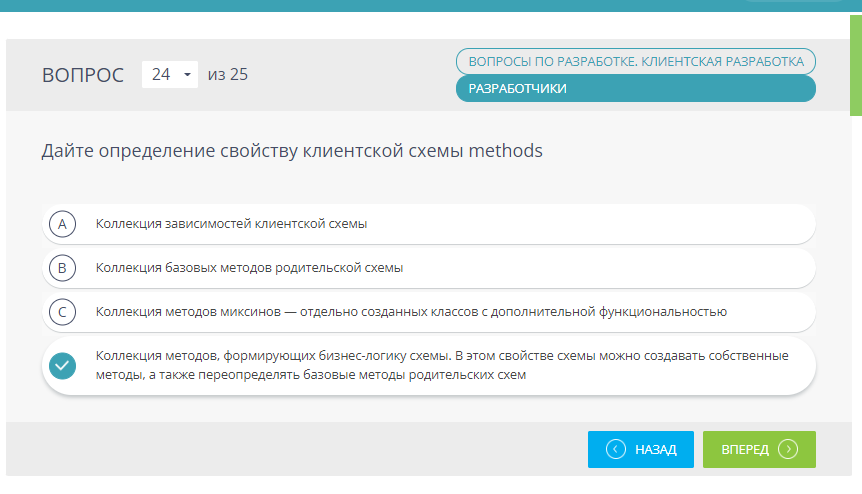 ВОПРОС 24 из 25
ВОПРОСЫ ПО РАЗРАБОТКЕ. КЛИЕНТСКАЯ РАЗРАБОТКА
РАЗРАБОТЧИКИ
Дайте определение свойству клиентской схемы methods
A Коллекция зависимостей клиентской схемы
B Коллекция базовых методов родительской схемы
C Коллекция методов миксинов — отдельно созданных классов с дополнительной функциональностью
Коллекция методов, формирующих бизнес-логику схемы. В этом свойстве схемы можно создавать собственные
методы, а также переопределять базовые методы родительских схем
НАЗАД ВПЕРЕД